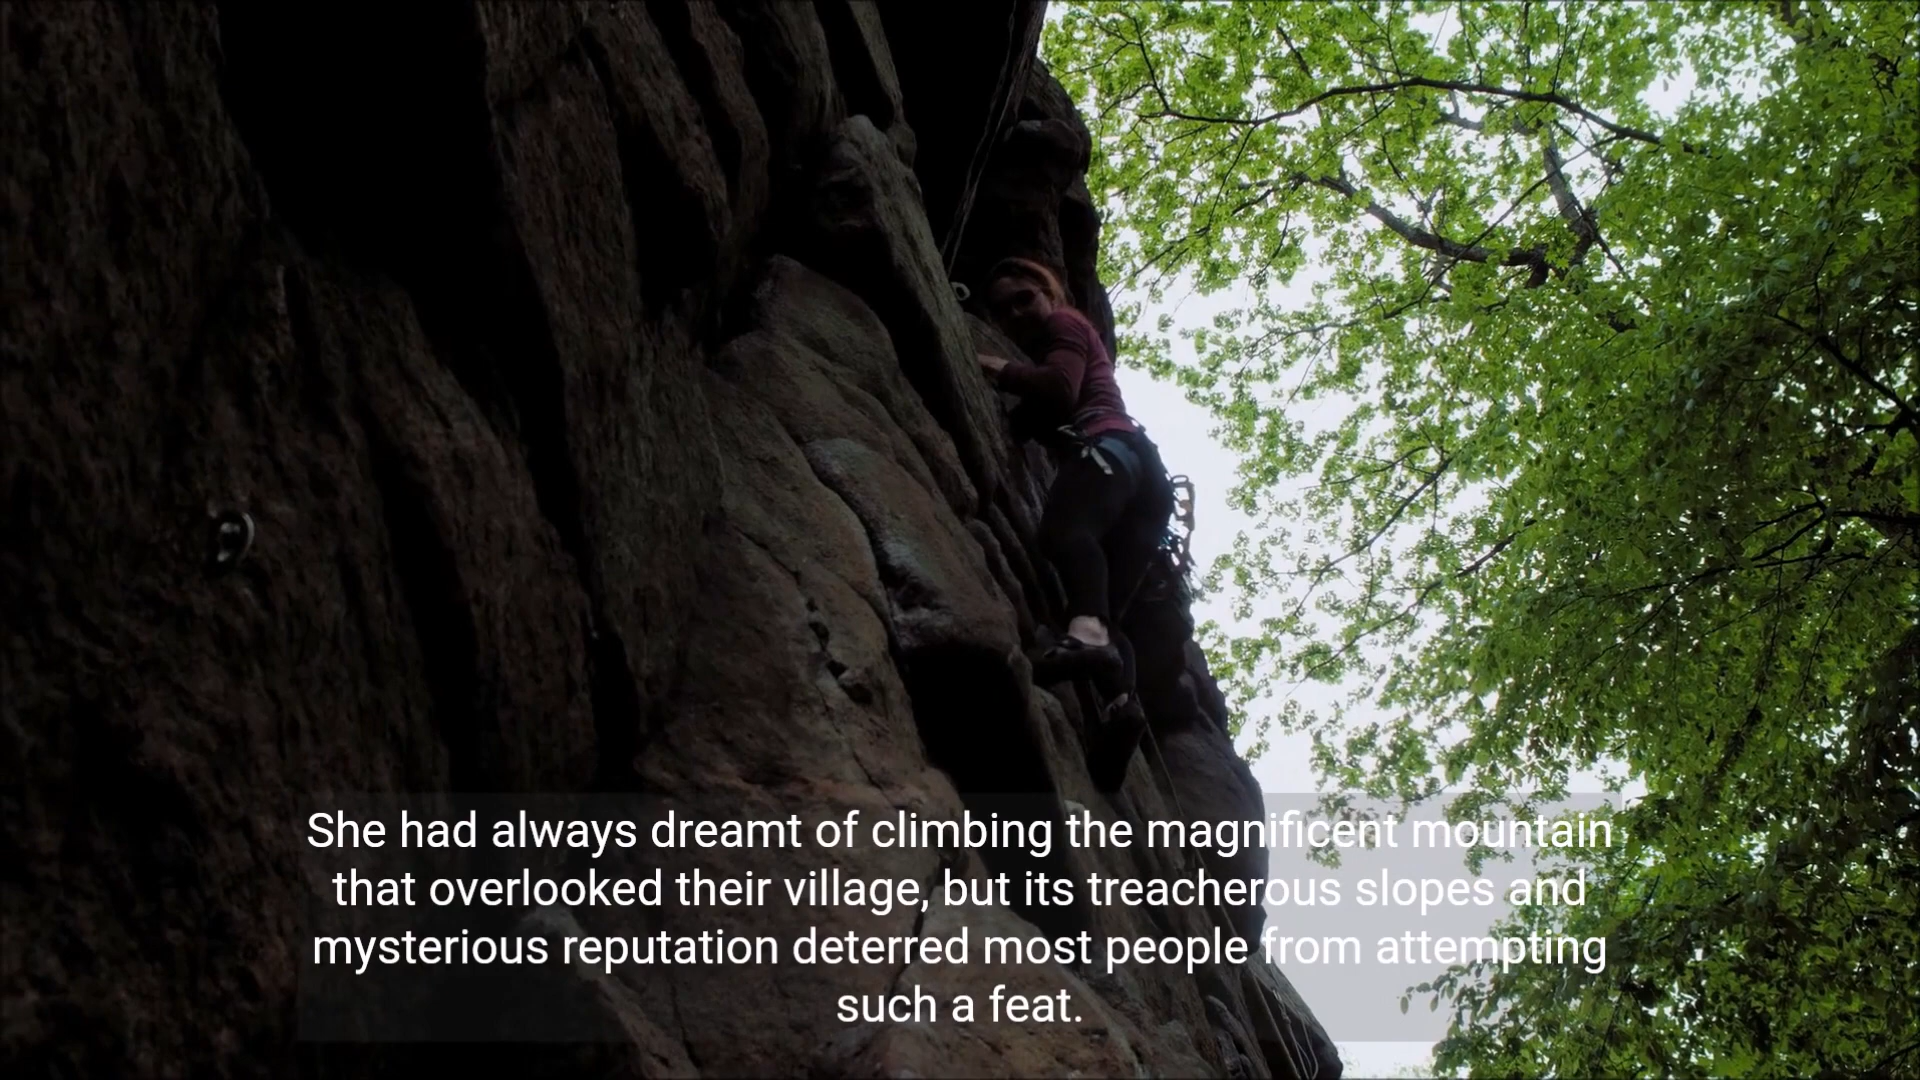 She had always dreamt of climbing the magnificent mountain
that overlooked their village, but its treacherous slopes and
mysterious reputation deterred most people from attempting
such a feat.